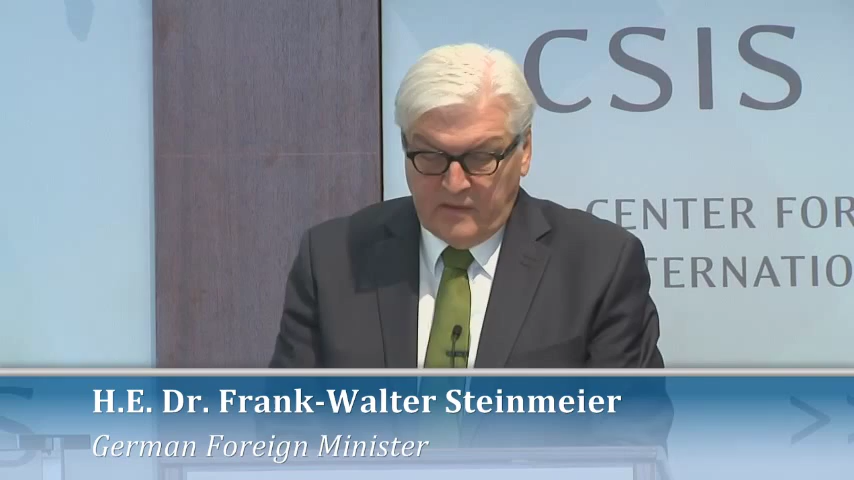 CSIS
CENTER FOR
TERNATIO
H.E. Dr. Frank-Walter Steinmeier
German Foreign Minister